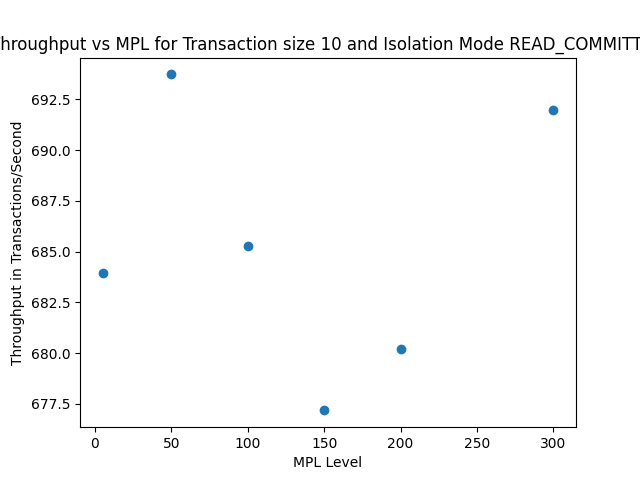 hroughput vs MPL for Transaction size 10 and Isolation Mode READ_COMMITT
692.5
690.0
687.5
685.0
682.5
680.0
677.5
Throughput in Transactions/Second
0 50 100 150 200 250 300
MPL Level